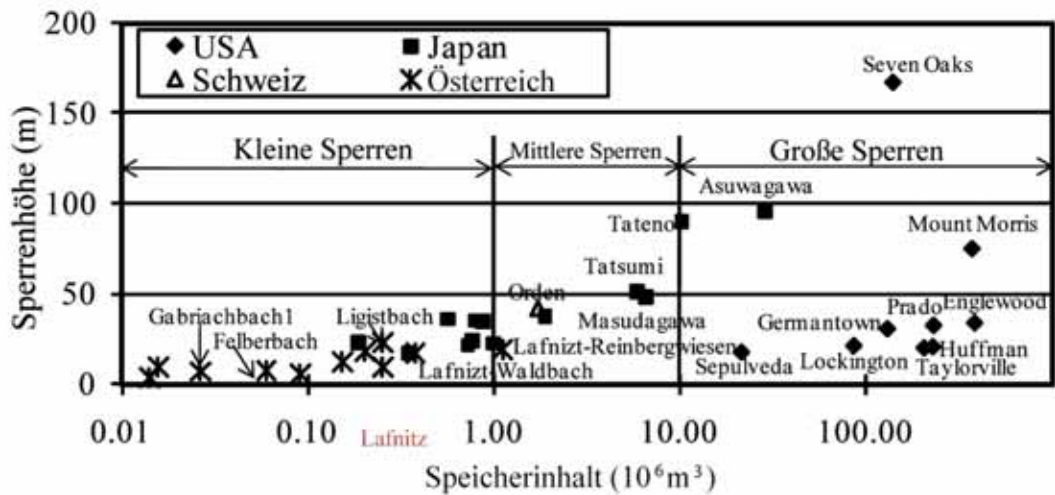 200
150
100
50
0
Sperrenhöhe (m)
USA
Japan
Schweiz
Österreich
Seven Oaks
Kleine Sperren
Mittlere Sperren
Große Sperren
Asuwagawa
Tateno
Mount Morris
Tatsumi
Orden
Gabriachbach1
Ligistbach
Felberbach
Masudagawa
Germantown
Prado
Englewood
Lafnizt-Reinbergwiesen
Lafnizt-Waldbach
Sepulveda
Lockington
Huffman
Taylorville
0.01
0.10
1.00
10.00
100.00
Lafnitz
Speicherinhalt (10⁶m³)